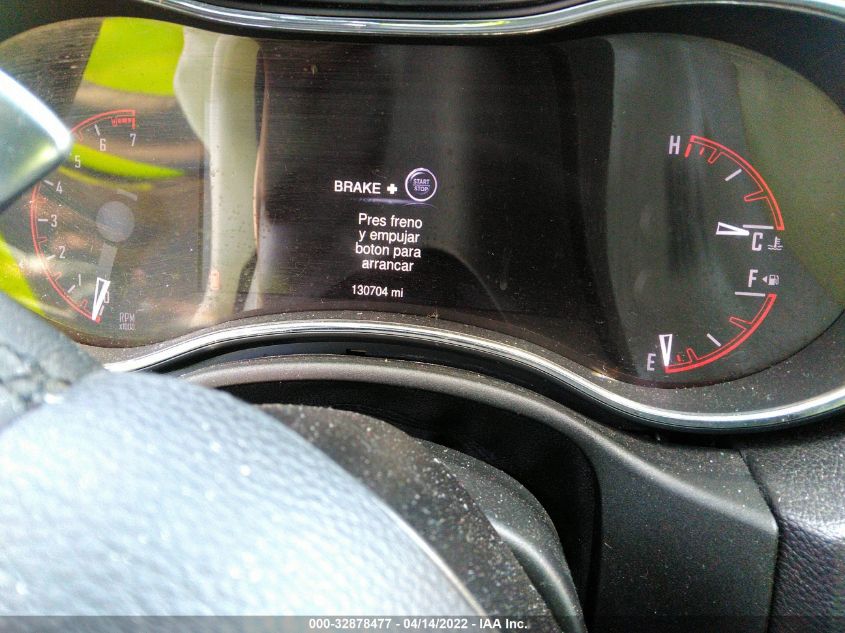 BRAKE + START STOP
Pres freno
y empujar
boton para
arrancar
130704 mi
7
6
5
4
3
2
1
0
RPM
x1000
H
C
F
E
000-32878477 - 04/14/2022 - IAA Inc.